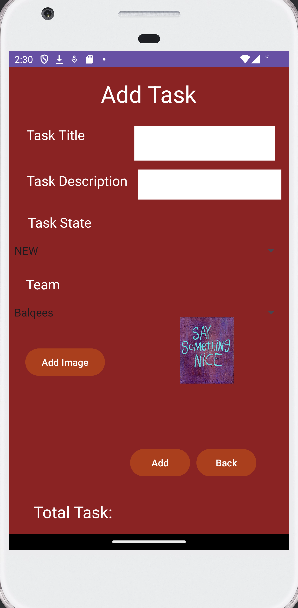 2:30
Add Task
Task Title
Task Description
Task State
NEW
Team
Balqees
SAY
SOMETHING
NICE
Add Image
Add
Back
Total Task: